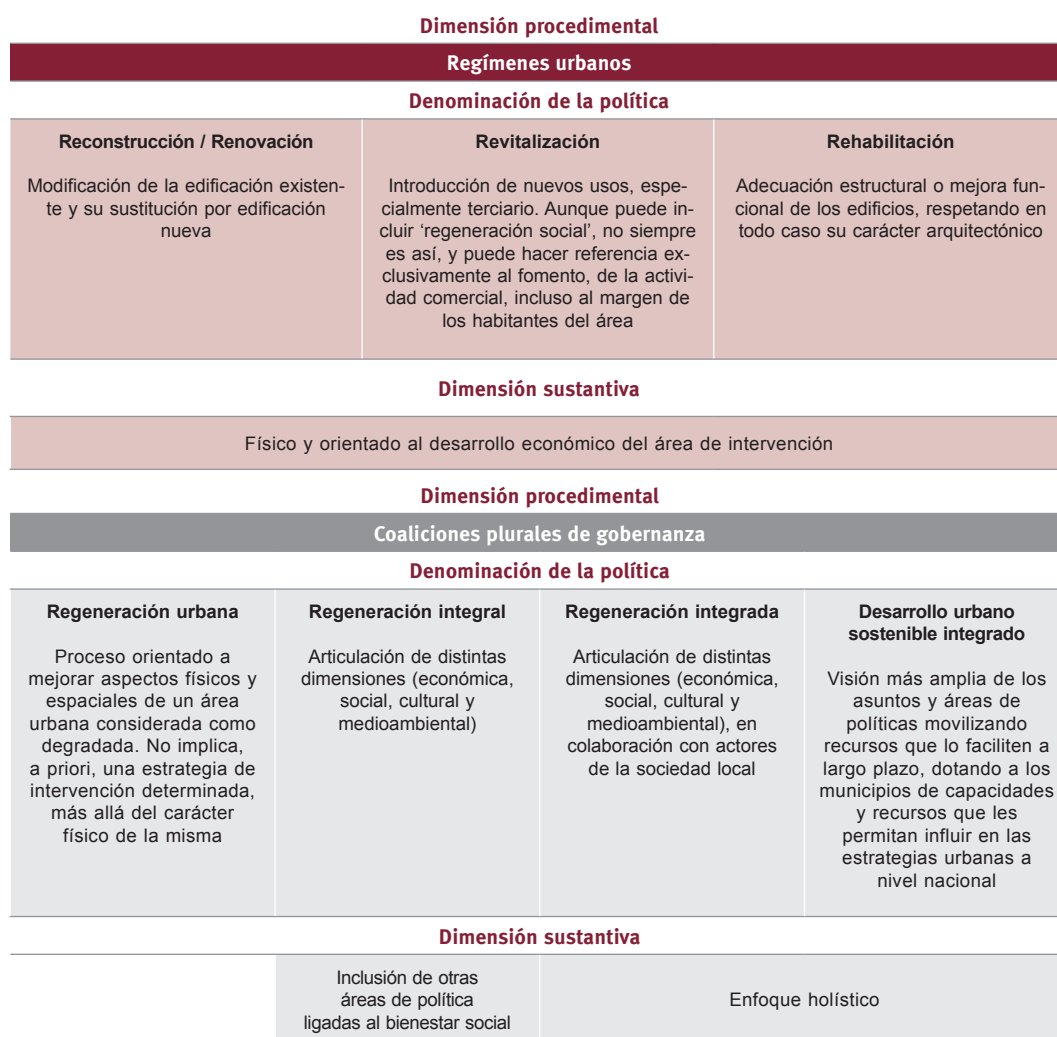 Dimensión procedimental
Regímenes urbanos
Denominación de la política
Reconstrucción / Renovación
Modificación de la edificación existen-
te y su sustitución por edificación
nueva
Revitalización
Introducción de nuevos usos, espe-
cialmente terciario. Aunque puede in-
cluir ‘regeneración social’, no siempre
es así, y puede hacer referencia ex-
clusivamente al fomento, de la activi-
dad comercial, incluso al margen de
los habitantes del área
Rehabilitación
Adecuación estructural o mejora fun-
cional de los edificios, respetando en
todo caso su carácter arquitectónico
Dimensión sustantiva
Físico y orientado al desarrollo económico del área de intervención
Dimensión procedimental
Coaliciones plurales de gobernanza
Denominación de la política
Regeneración urbana
Proceso orientado a
mejorar aspectos físicos y
espaciales de un área
urbana considerada como
degradada. No implica,
a priori, una estrategia de
intervención determinada,
más allá del carácter
físico de la misma
Regeneración integral
Articulación de distintas
dimensiones (económica,
social, cultural y
medioambiental)
Regeneración integrada
Articulación de distintas
dimensiones (económica,
social, cultural y
medioambiental), en
colaboración con actores
de la sociedad local
Desarrollo urbano
sostenible integrado
Visión más amplia de los
asuntos y áreas de
políticas movilizando
recursos que lo faciliten a
largo plazo, dotando a los
municipios de capacidades
y recursos que les
permitan influir en las
estrategias urbanas a
nivel nacional
Dimensión sustantiva
Inclusión de otras
áreas de política
ligadas al bienestar social
Enfoque holístico